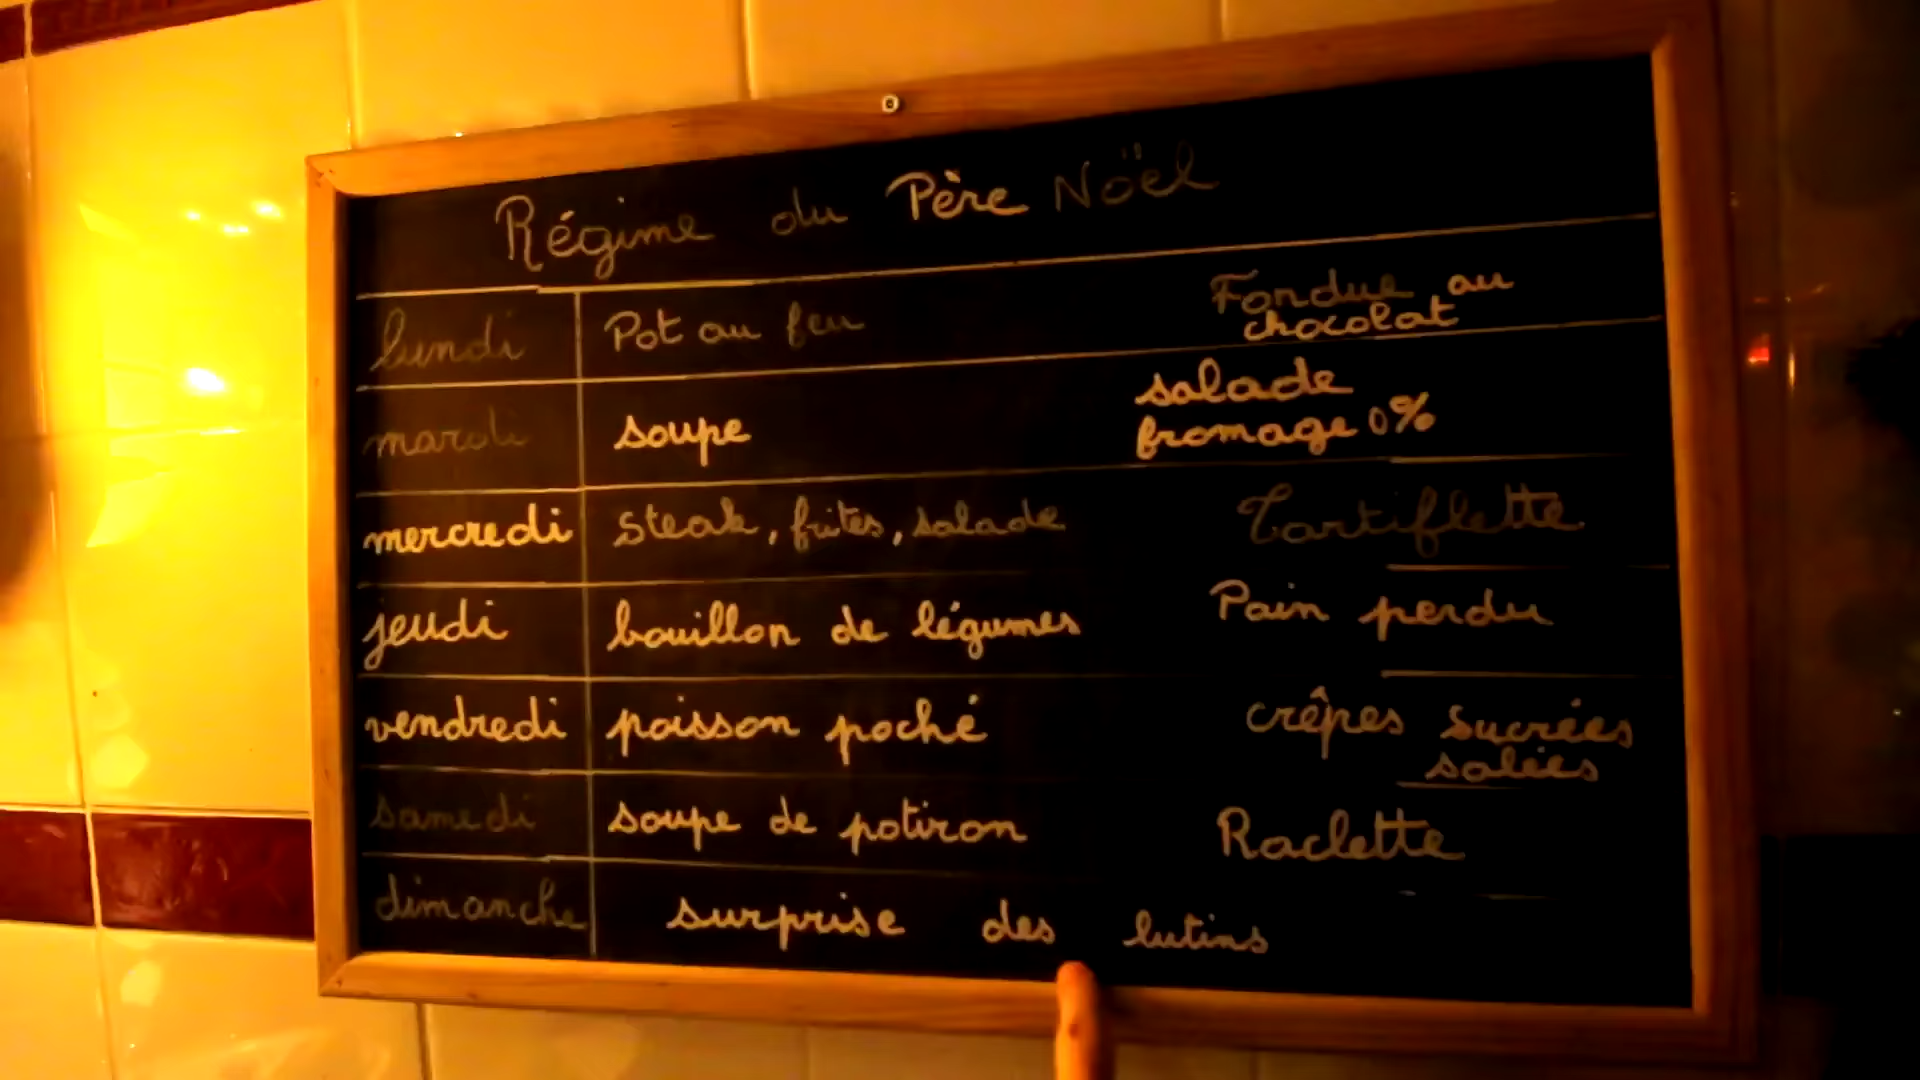 Régime du Père Noël
lundi Pot au feu Fondue au
chocolat
mardi soupe salade
fromage 0%
mercredi steak, frites, salade Tartiflette
jeudi bouillon de légumes Pain perdu
vendredi poisson poché crêpes sucrées
salées
samedi soupe de potiron Raclette
dimanche surprise des lutins